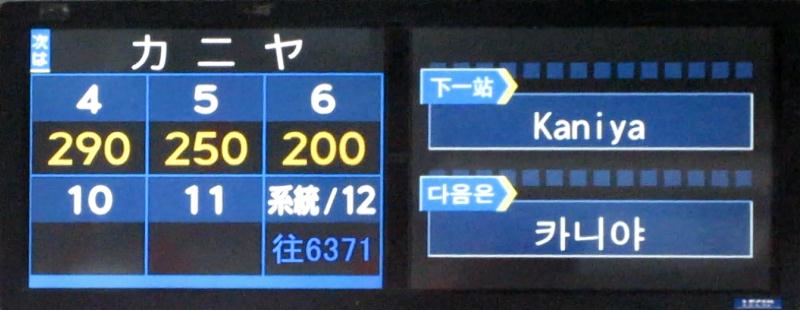 次は
カニヤ
4 5 6
290 250 200
10 11 系統/12
往6371
下一站
Kaniya
다음은
카니야